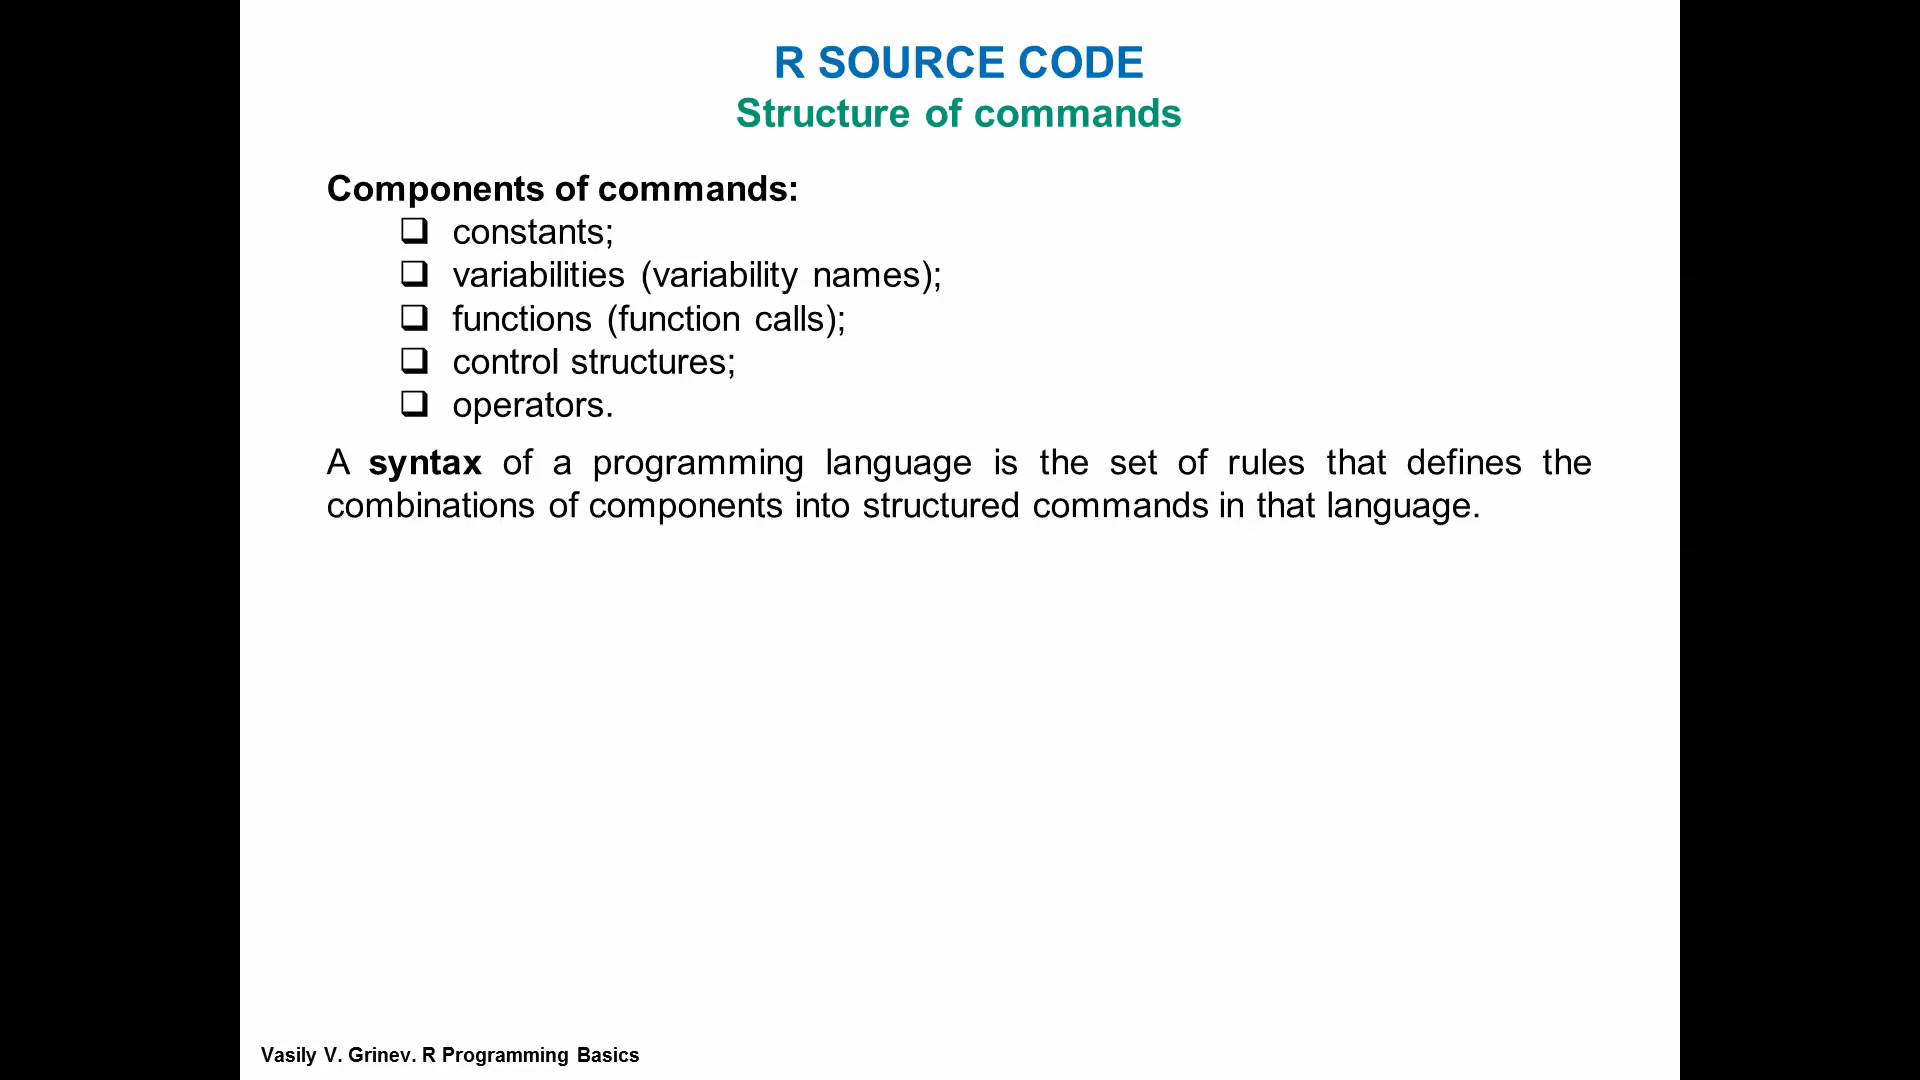 R SOURCE CODE
Structure of commands
Components of commands:
❑ constants;
❑ variabilities (variability names);
❑ functions (function calls);
❑ control structures;
❑ operators.
A syntax of a programming language is the set of rules that defines the
combinations of components into structured commands in that language.
Vasily V. Grinev. R Programming Basics